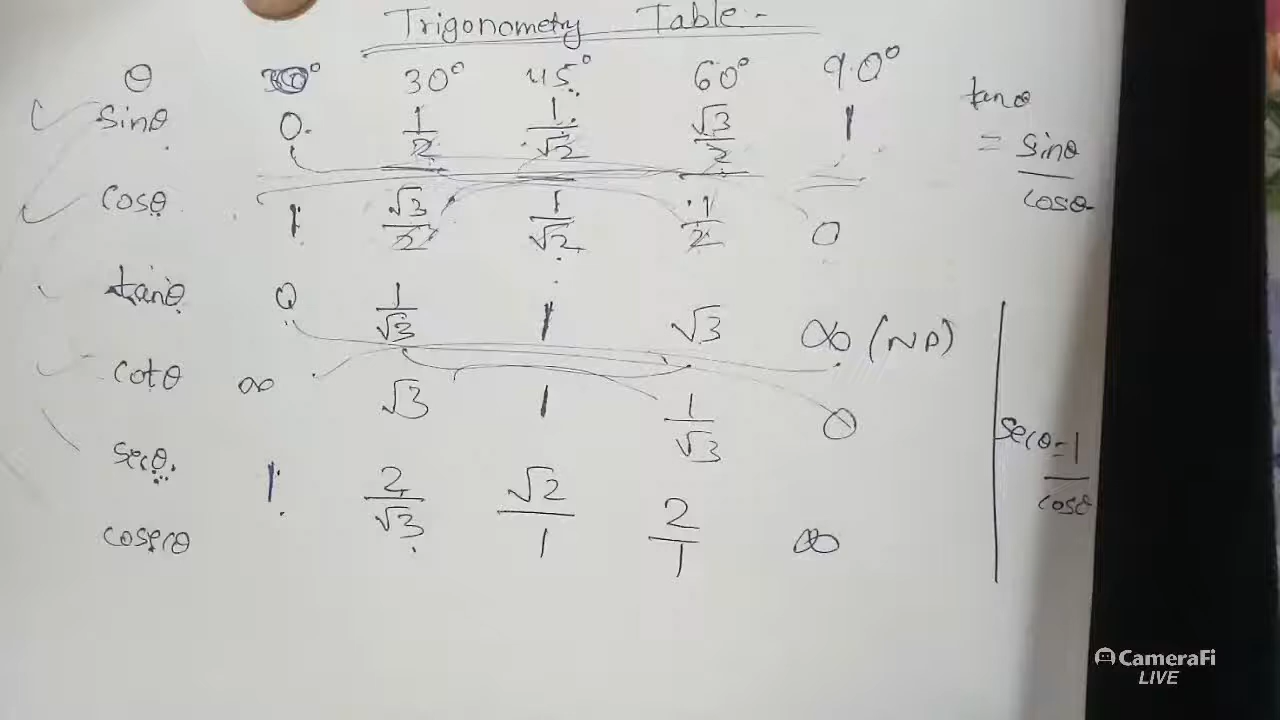 Trigonometry Table -
θ 30° 45° 60° 90°
sinθ 0 1/2 1/√2 √3/2 1
cosθ 1 √3/2 1/√2 1/2 0
tanθ 0 1/√3 1 √3 ∞ (ND)
cotθ ∞ √3 1 1/√3 0
secθ 1 2/√3 √2/1 2/1 ∞
cosecθ
tanθ
= sinθ/cosθ
secθ = 1/cosθ
CameraFi
LIVE